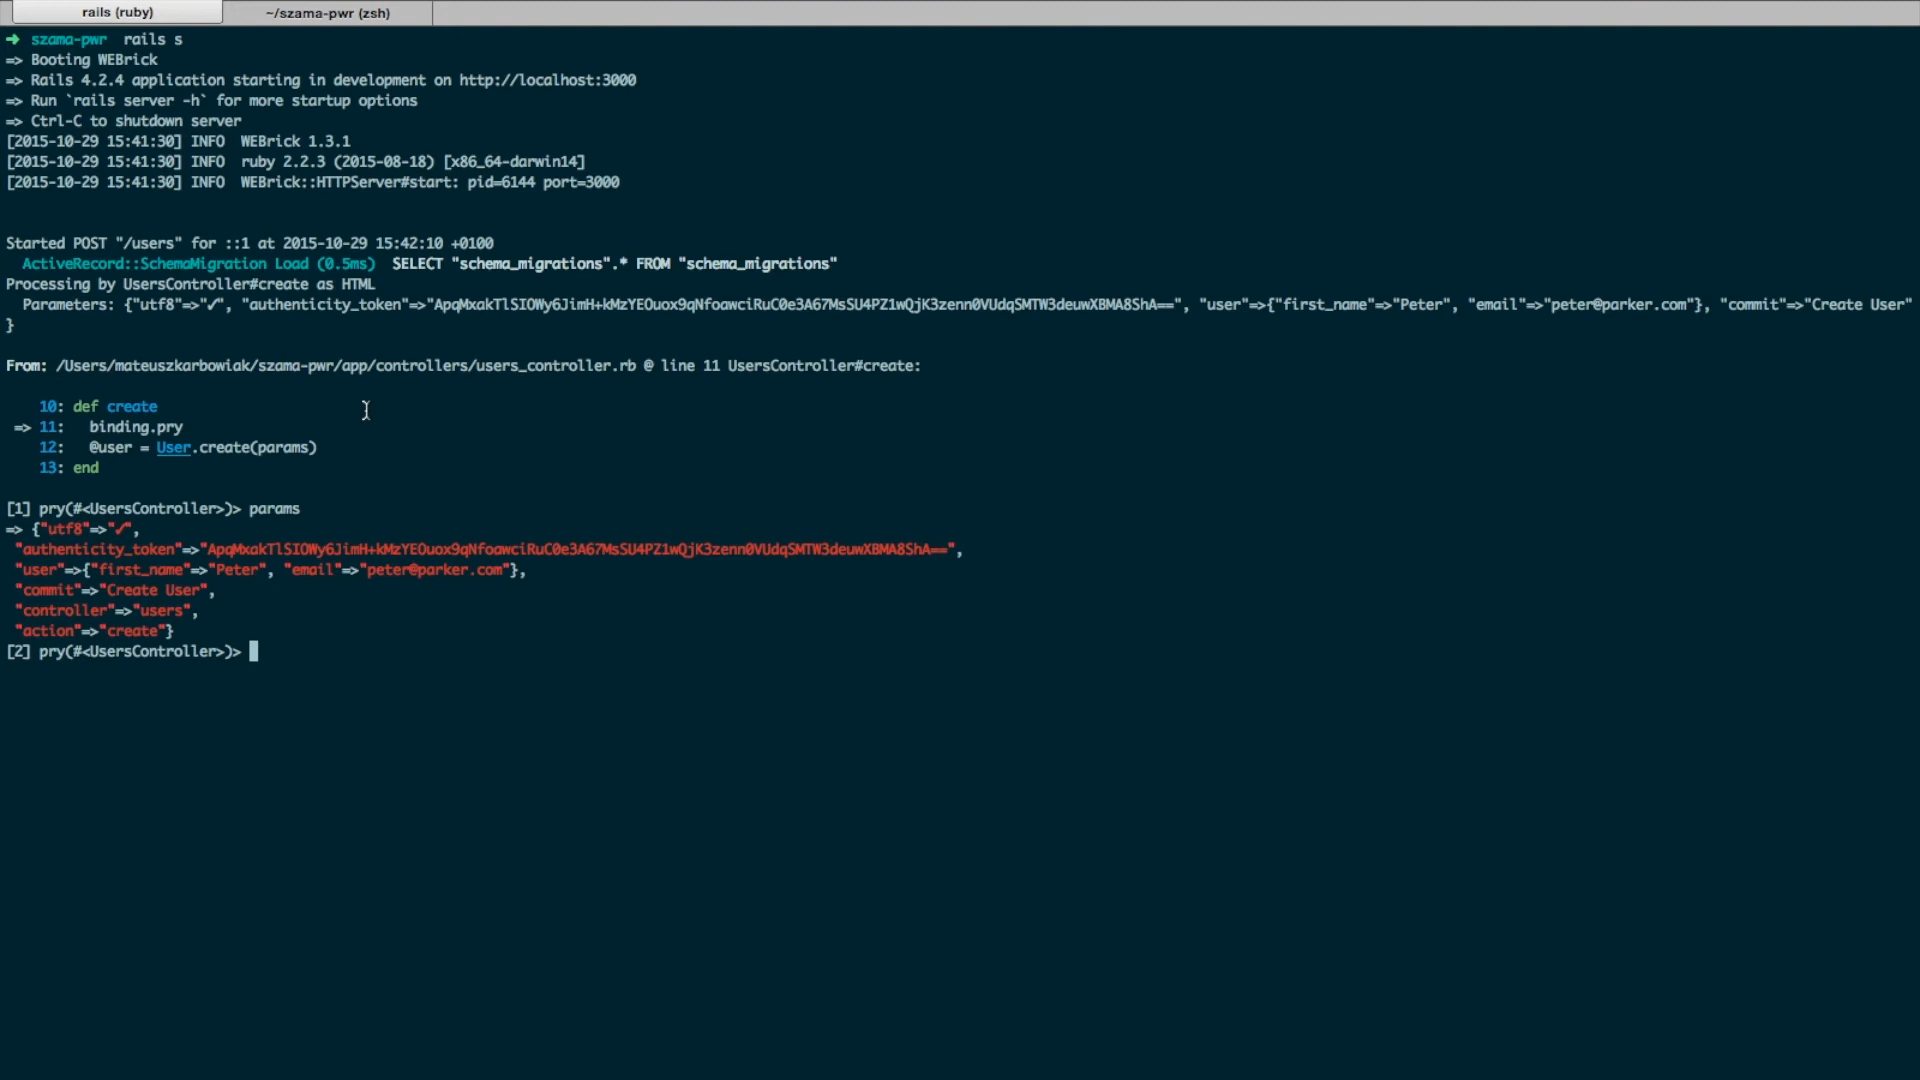 rails (ruby)
~/szama-pwr (zsh)
➜ szama-pwr rails s
=> Booting WEBrick
=> Rails 4.2.4 application starting in development on http://localhost:3000
=> Run `rails server -h` for more startup options
=> Ctrl-C to shutdown server
[2015-10-29 15:41:30] INFO  WEBrick 1.3.1
[2015-10-29 15:41:30] INFO  ruby 2.2.3 (2015-08-18) [x86_64-darwin14]
[2015-10-29 15:41:30] INFO  WEBrick::HTTPServer#start: pid=6144 port=3000
Started POST "/users" for ::1 at 2015-10-29 15:42:10 +0100
  ActiveRecord::SchemaMigration Load (0.5ms)  SELECT "schema_migrations".* FROM "schema_migrations"
Processing by UsersController#create as HTML
  Parameters: {"utf8"=>"✓", "authenticity_token"=>"ApqMxakTlSIOWy6JimH+kMzYEOuox9qNfoawciRuC0e3A67MsSU4PZ1wQjK3zenn0VUdqSMTW3deuwXBMA8ShA==", "user"=>{"first_name"=>"Peter", "email"=>"peter@parker.com"}, "commit"=>"Create User"
}
From: /Users/mateuszkarbowiak/szama-pwr/app/controllers/users_controller.rb @ line 11 UsersController#create:
    10: def create
 => 11:   binding.pry
    12:   @user = User.create(params)
    13: end
[1] pry(#<UsersController>)> params
=> {"utf8"=>"✓",
 "authenticity_token"=>"ApqMxakTlSIOWy6JimH+kMzYEOuox9qNfoawciRuC0e3A67MsSU4PZ1wQjK3zenn0VUdqSMTW3deuwXBMA8ShA==",
 "user"=>{"first_name"=>"Peter", "email"=>"peter@parker.com"},
 "commit"=>"Create User",
 "controller"=>"users",
 "action"=>"create"}
[2] pry(#<UsersController>)>